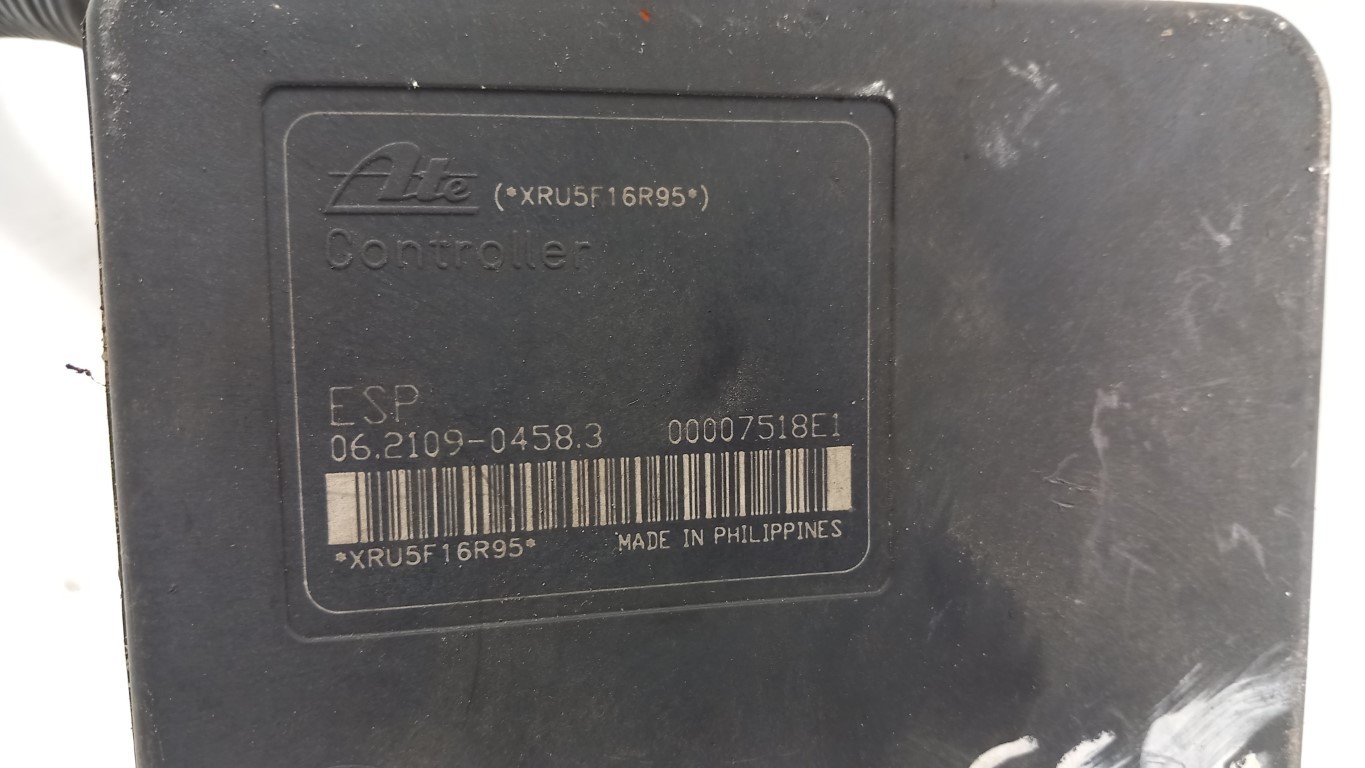 Ate (*XRU5F16R95*)
Controller
ESP
06.2109-0458.3 00007518E1
*XRU5F16R95* MADE IN PHILIPPINES